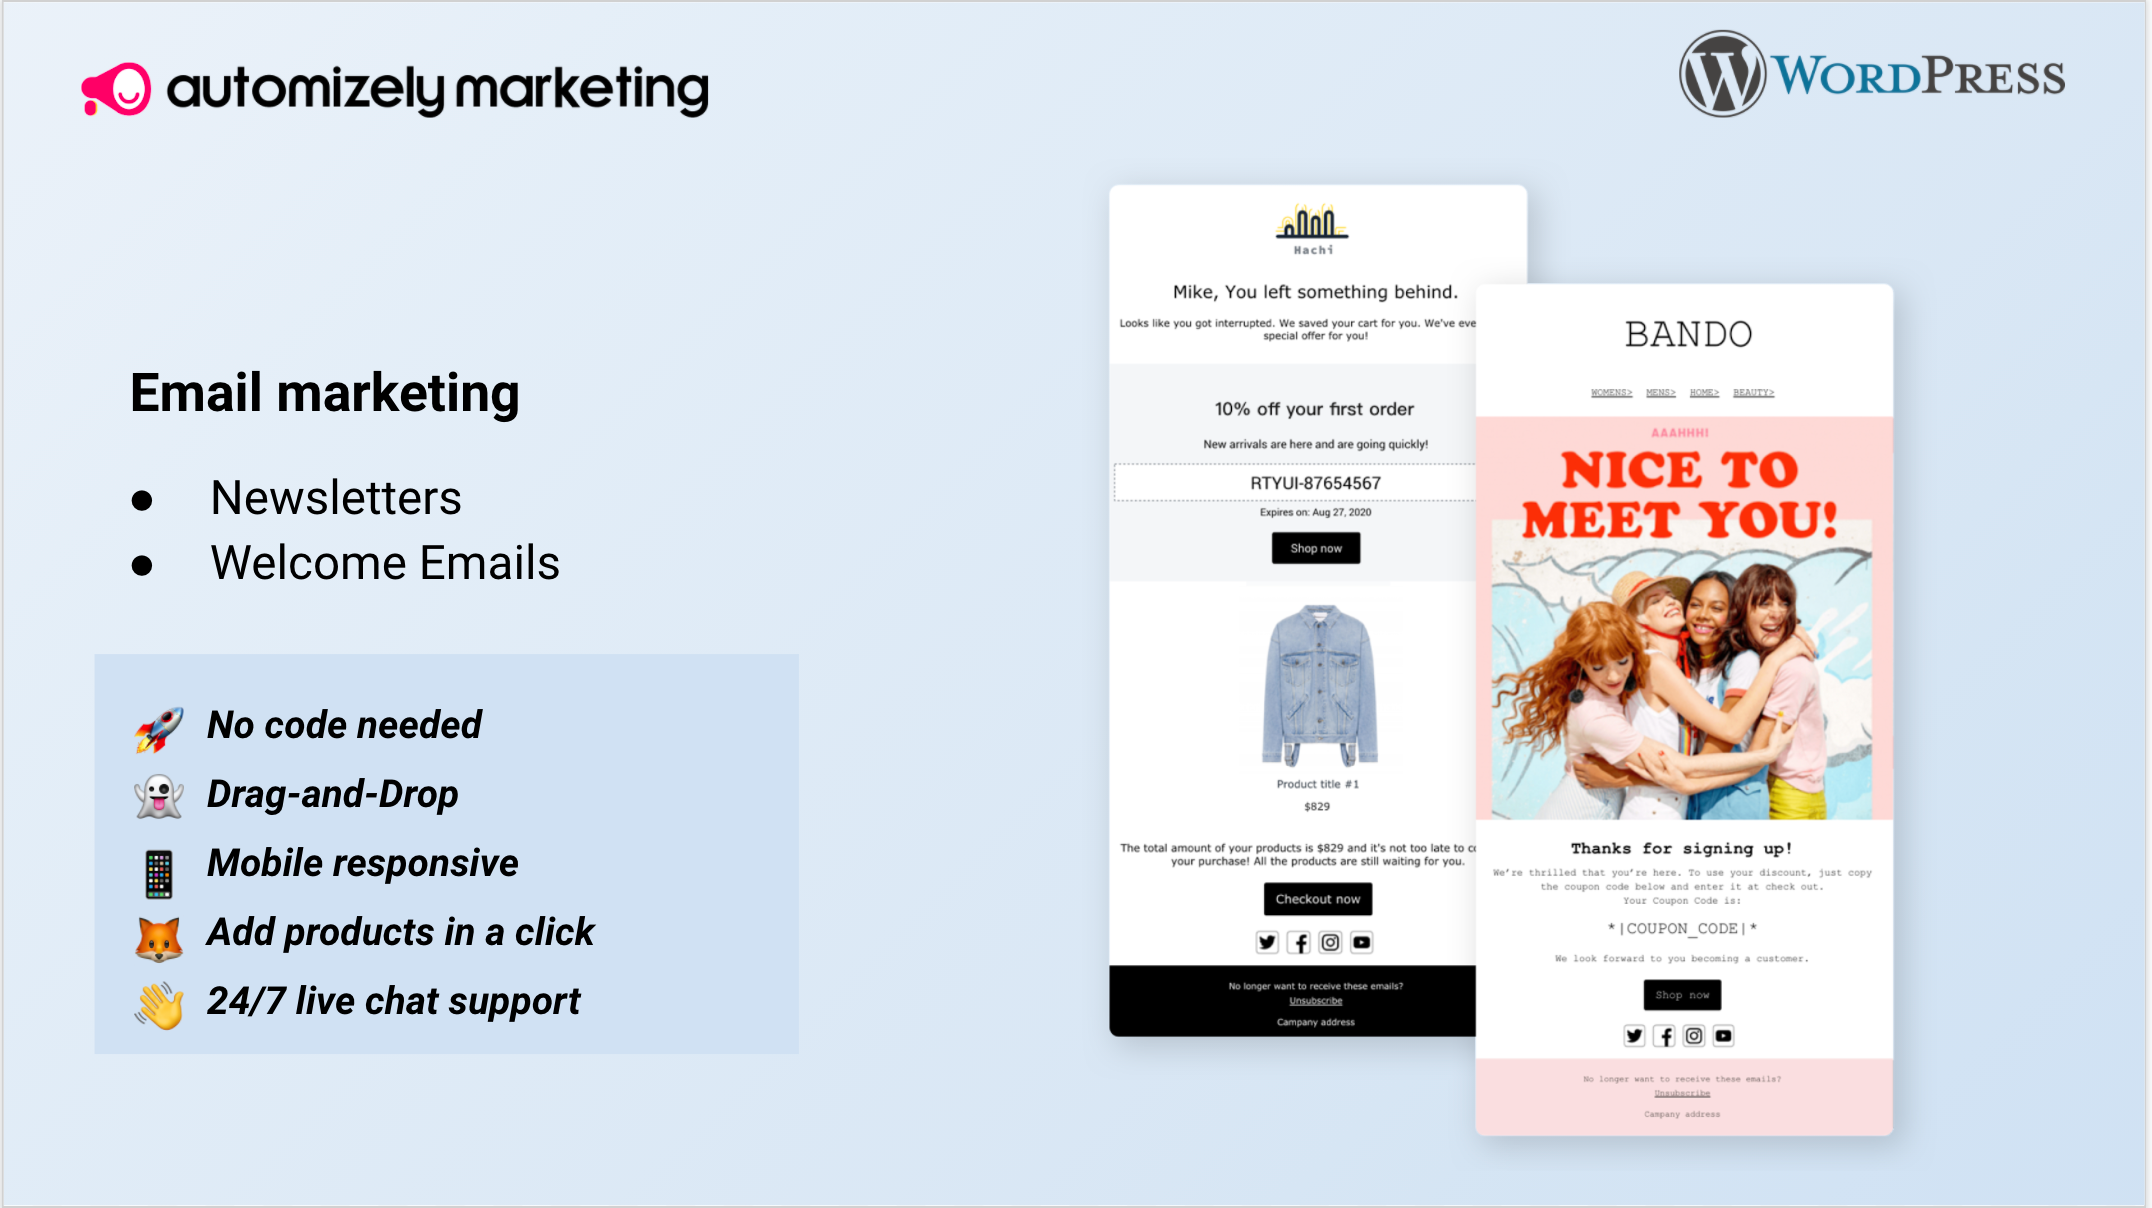 automizely marketing
WORDPRESS
Email marketing
● Newsletters
● Welcome Emails
🚀 No code needed
👻 Drag-and-Drop
📱 Mobile responsive
🦊 Add products in a click
👋 24/7 live chat support
Hachi
Mike, You left something behind.
Looks like you got interrupted. We saved your cart for you. We've eve
special offer for you!
10% off your first order
New arrivals are here and are going quickly!
RTYUI-87654567
Expires on: Aug 27, 2020
Shop now
Product title #1
$829
The total amount of your products is $829 and it's not too late to co
your purchase! All the products are still waiting for you.
Checkout now
No longer want to receive these emails?
Unsubscribe
Campany address
BANDO
WOMENS> MENS> HOME> BEAUTY>
AAAHHH!
NICE TO
MEET YOU!
Thanks for signing up!
We're thrilled that you're here. To use your discount, just copy
the coupon code below and enter it at check out.
Your Coupon Code is:
*|COUPON_CODE|*
We look forward to you becoming a customer.
Shop now
No longer want to receive these emails?
Unsubscribe
Campany address